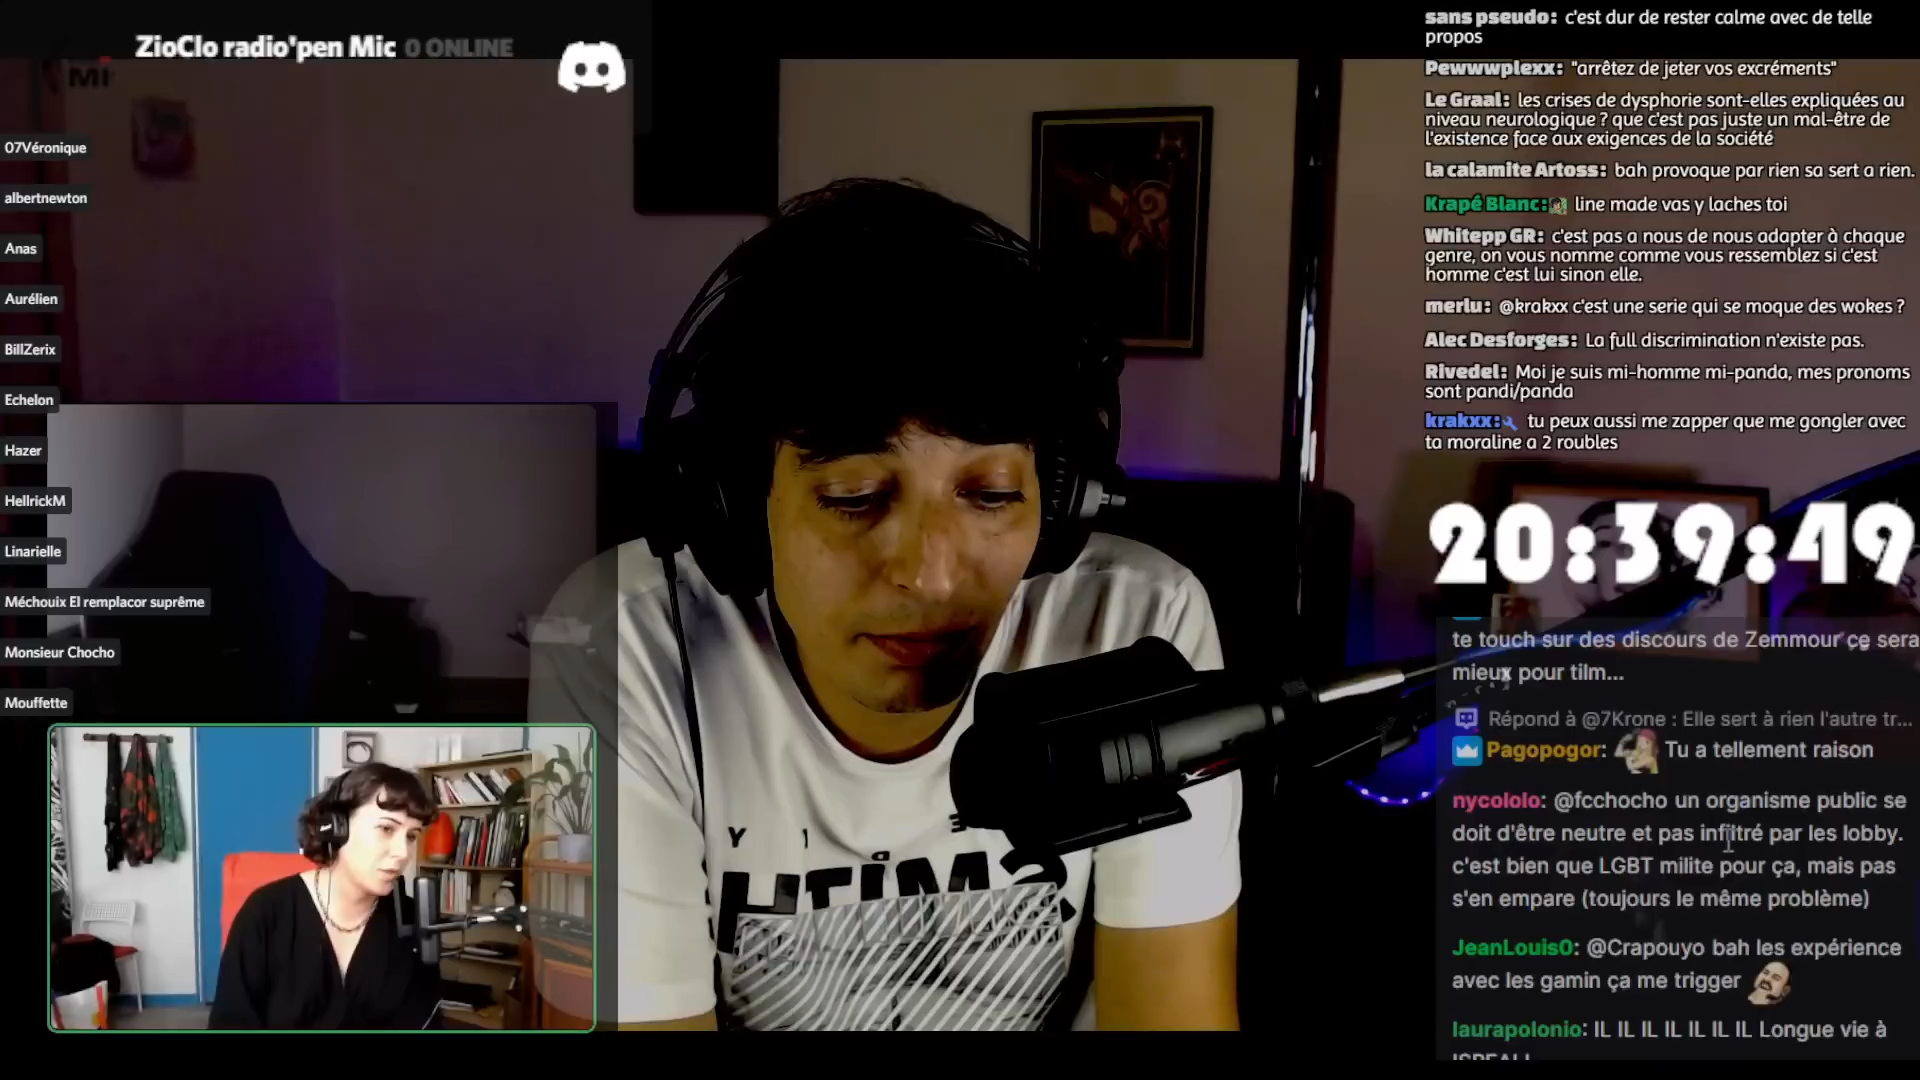 ZioClo radio'pen Mic 0 ONLINE
Mi
07Véronique
albertnewton
Anas
Aurélien
BillZerix
Echelon
Hazer
HellrickM
Linarielle
Méchouix El remplacor suprême
Monsieur Chocho
Mouffette
sans pseudo: c'est dur de rester calme avec de telle
propos
Pewwwplexx: "arrêtez de jeter vos excréments"
Le Graal: les crises de dysphorie sont-elles expliquées au
niveau neurologique ? que c'est pas juste un mal-être de
l'existence face aux exigences de la société
la calamite Artoss: bah provoque par rien sa sert a rien.
Krapé Blanc: line made vas y laches toi
Whitepp GR: c'est pas a nous de nous adapter à chaque
genre, on vous nomme comme vous ressemblez si c'est
homme c'est lui sinon elle.
merlu: @krakxx c'est une serie qui se moque des wokes ?
Alec Desforges: La full discrimination n'existe pas.
Rivedel: Moi je suis mi-homme mi-panda, mes pronoms
sont pandi/panda
krakxx: tu peux aussi me zapper que me gongler avec
ta moraline a 2 roubles
20:39:49
te touch sur des discours de Zemmour çe sera
mieux pour tilm...
Répond à @7Krone : Elle sert à rien l'autre tr...
Pagopogor: Tu a tellement raison
nycololo: @fcchocho un organisme public se
doit d'être neutre et pas infiltré par les lobby.
c'est bien que LGBT milite pour ça, mais pas
s'en empare (toujours le même problème)
JeanLouisO: @Crapouyo bah les expérience
avec les gamin ça me trigger
laurapolonio: IL IL IL IL IL IL IL Longue vie à